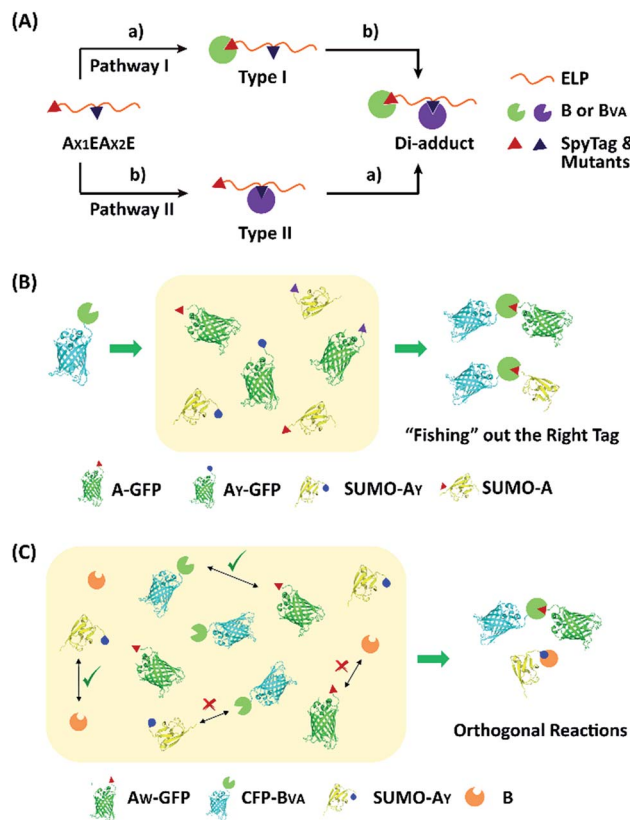 (A)
a)
b)
Pathway I
Type I
ELP
B or BVA
SpyTag &
Mutants
AX1EAX2E
Di-adduct
b)
a)
Pathway II
Type II
(B)
"Fishing" out the Right Tag
A-GFP
AY-GFP
SUMO-AY
SUMO-A
(C)
Orthogonal Reactions
AW-GFP
CFP-BVA
SUMO-AY
B